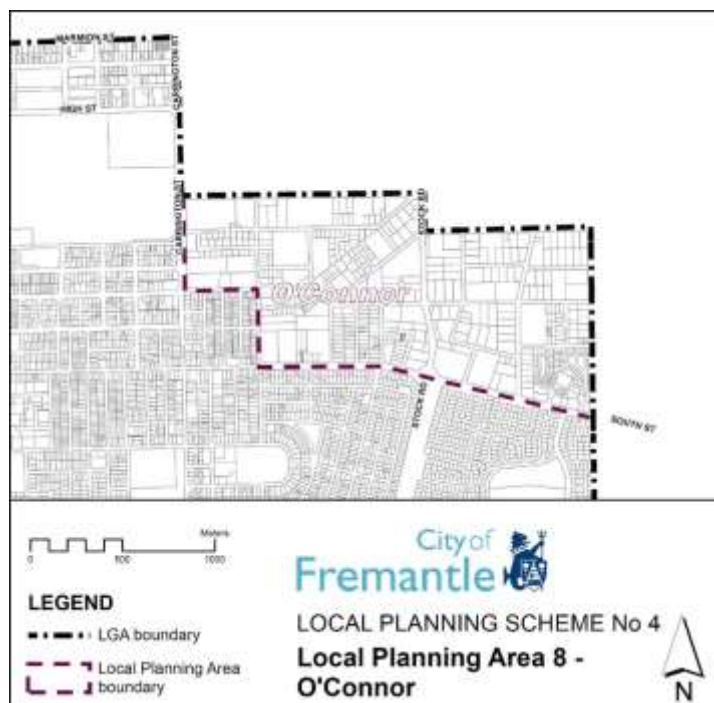 MARMION ST
CARRINGTON ST
HIGH ST
CARRINGTON ST
STOCK RD
O'Connor
STOCK RD
SOUTH ST
Meters
0 500 1000
City of
Fremantle
LEGEND
LGA boundary
Local Planning Area
boundary
LOCAL PLANNING SCHEME No 4
Local Planning Area 8 -
O'Connor
N